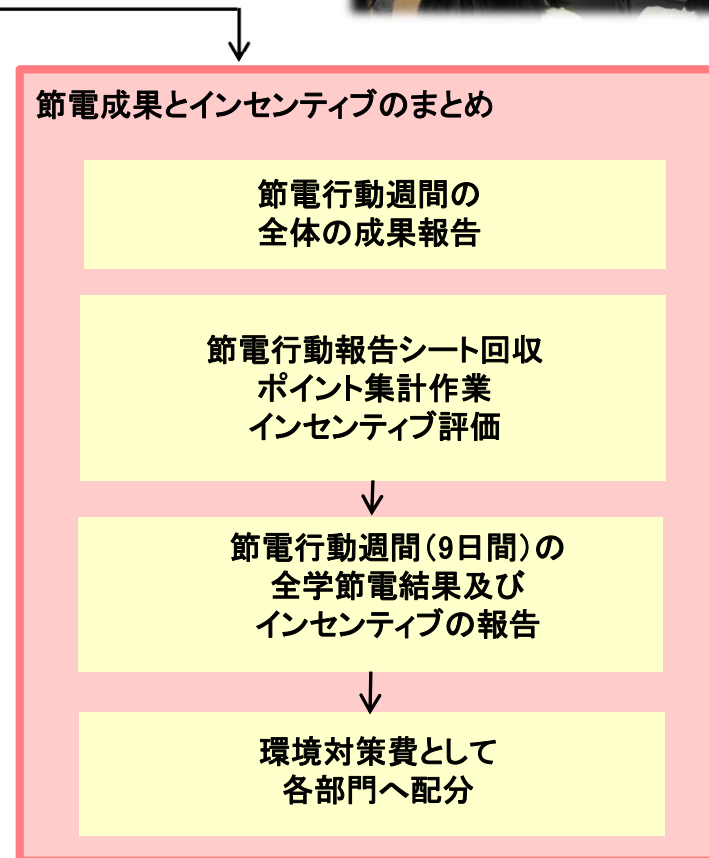 節電成果とインセンティブのまとめ
節電行動週間の
全体の成果報告
節電行動報告シート回収
ポイント集計作業
インセンティブ評価
節電行動週間(9日間)の
全学節電結果及び
インセンティブの報告
環境対策費として
各部門へ配分